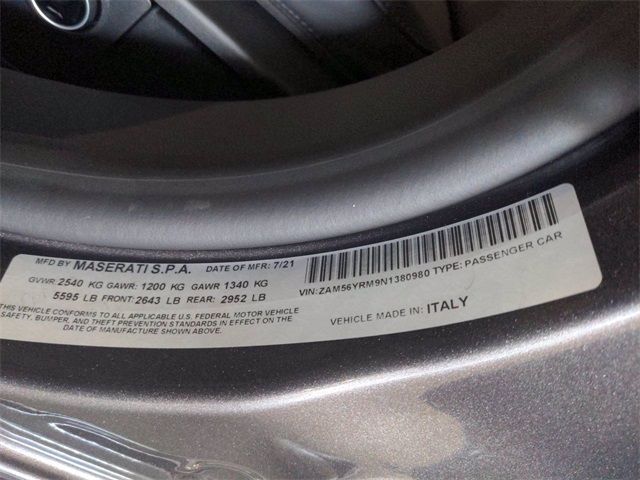 MFD BY MASERATI S.P.A. DATE OF MFR: 7/21
GVWR: 2540 KG GAWR: 1200 KG GAWR 1340 KG
5595 LB FRONT: 2643 LB REAR: 2952 LB
THIS VEHICLE CONFORMS TO ALL APPLICABLE U.S. FEDERAL MOTOR VEHICLE
SAFETY, BUMPER, AND THEFT PREVENTION STANDARDS IN EFFECT ON THE
DATE OF MANUFACTURE SHOWN ABOVE.
VIN: ZAM56YRM9N1380980 TYPE: PASSENGER CAR
VEHICLE MADE IN: ITALY